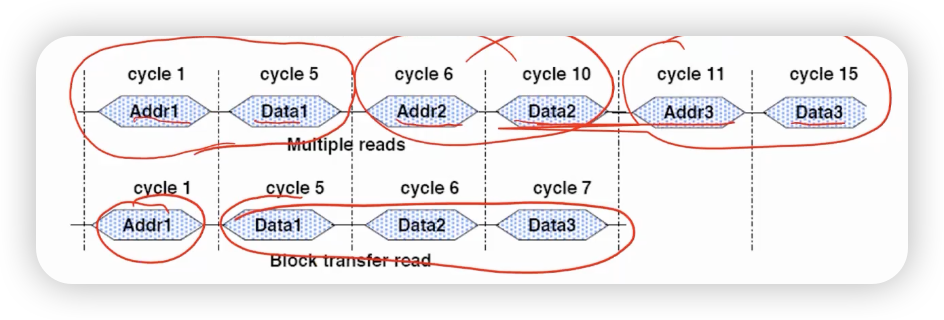 cycle 1 cycle 5 cycle 6 cycle 10 cycle 11 cycle 15
Addr1 Data1 Addr2 Data2 Addr3 Data3
Multiple reads
cycle 1 cycle 5 cycle 6 cycle 7
Addr1 Data1 Data2 Data3
Block transfer read